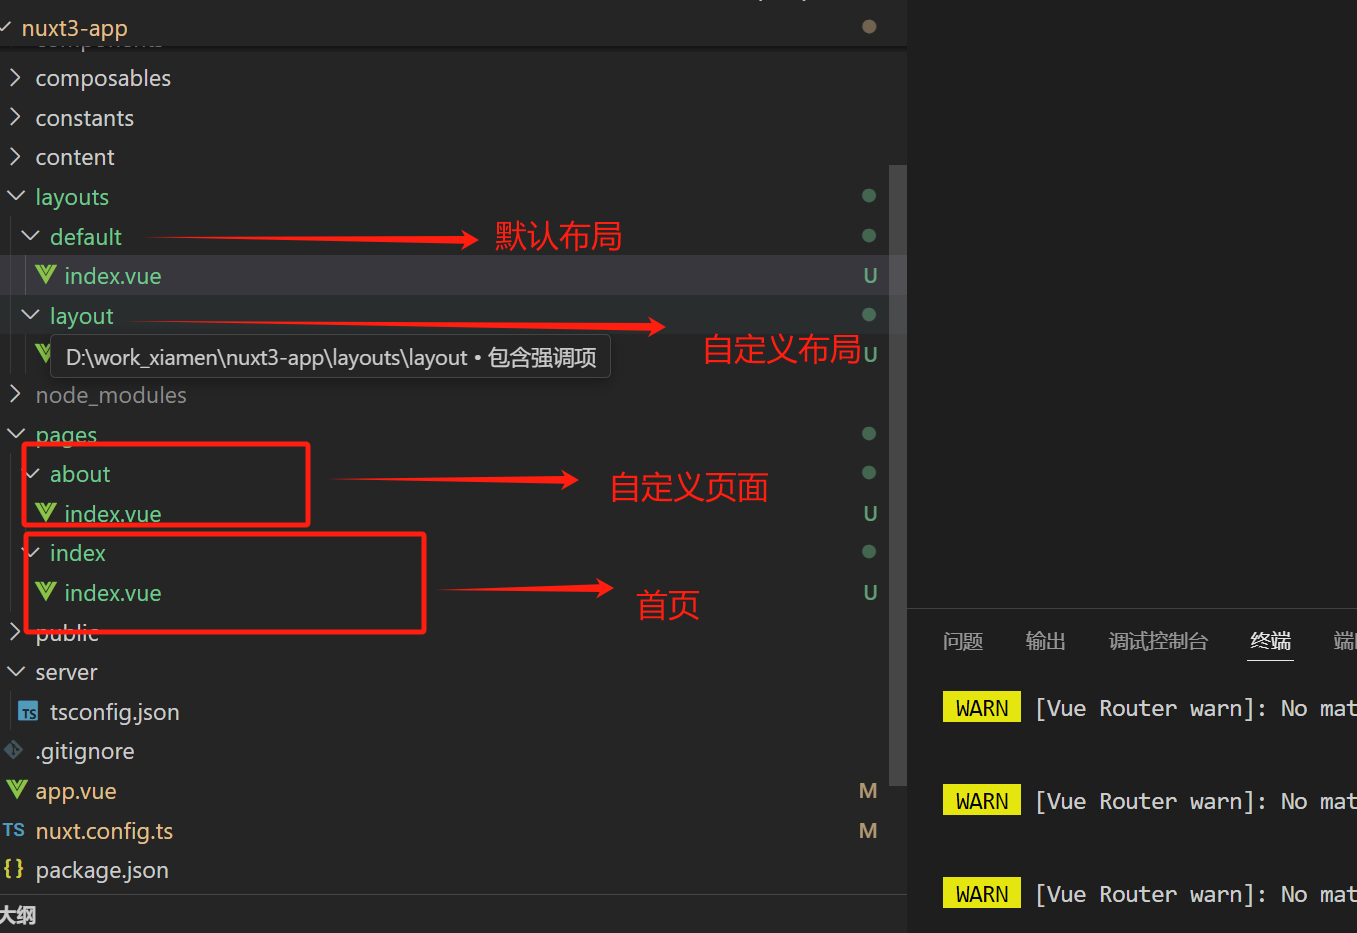 nuxt3-app
components
composables
constants
content
layouts
default
默认布局
index.vue
U
layout
自定义布局
U
D:\work_xiamen\nuxt3-app\layouts\layout • 包含强调项
node_modules
pages
about
自定义页面
index.vue
U
index
index.vue
U
首页
public
server
TS tsconfig.json
.gitignore
app.vue
M
TS nuxt.config.ts
M
{} package.json
大纲
问题 输出 调试控制台 终端
WARN [Vue Router warn]: No mat
WARN [Vue Router warn]: No mat
WARN [Vue Router warn]: No mat